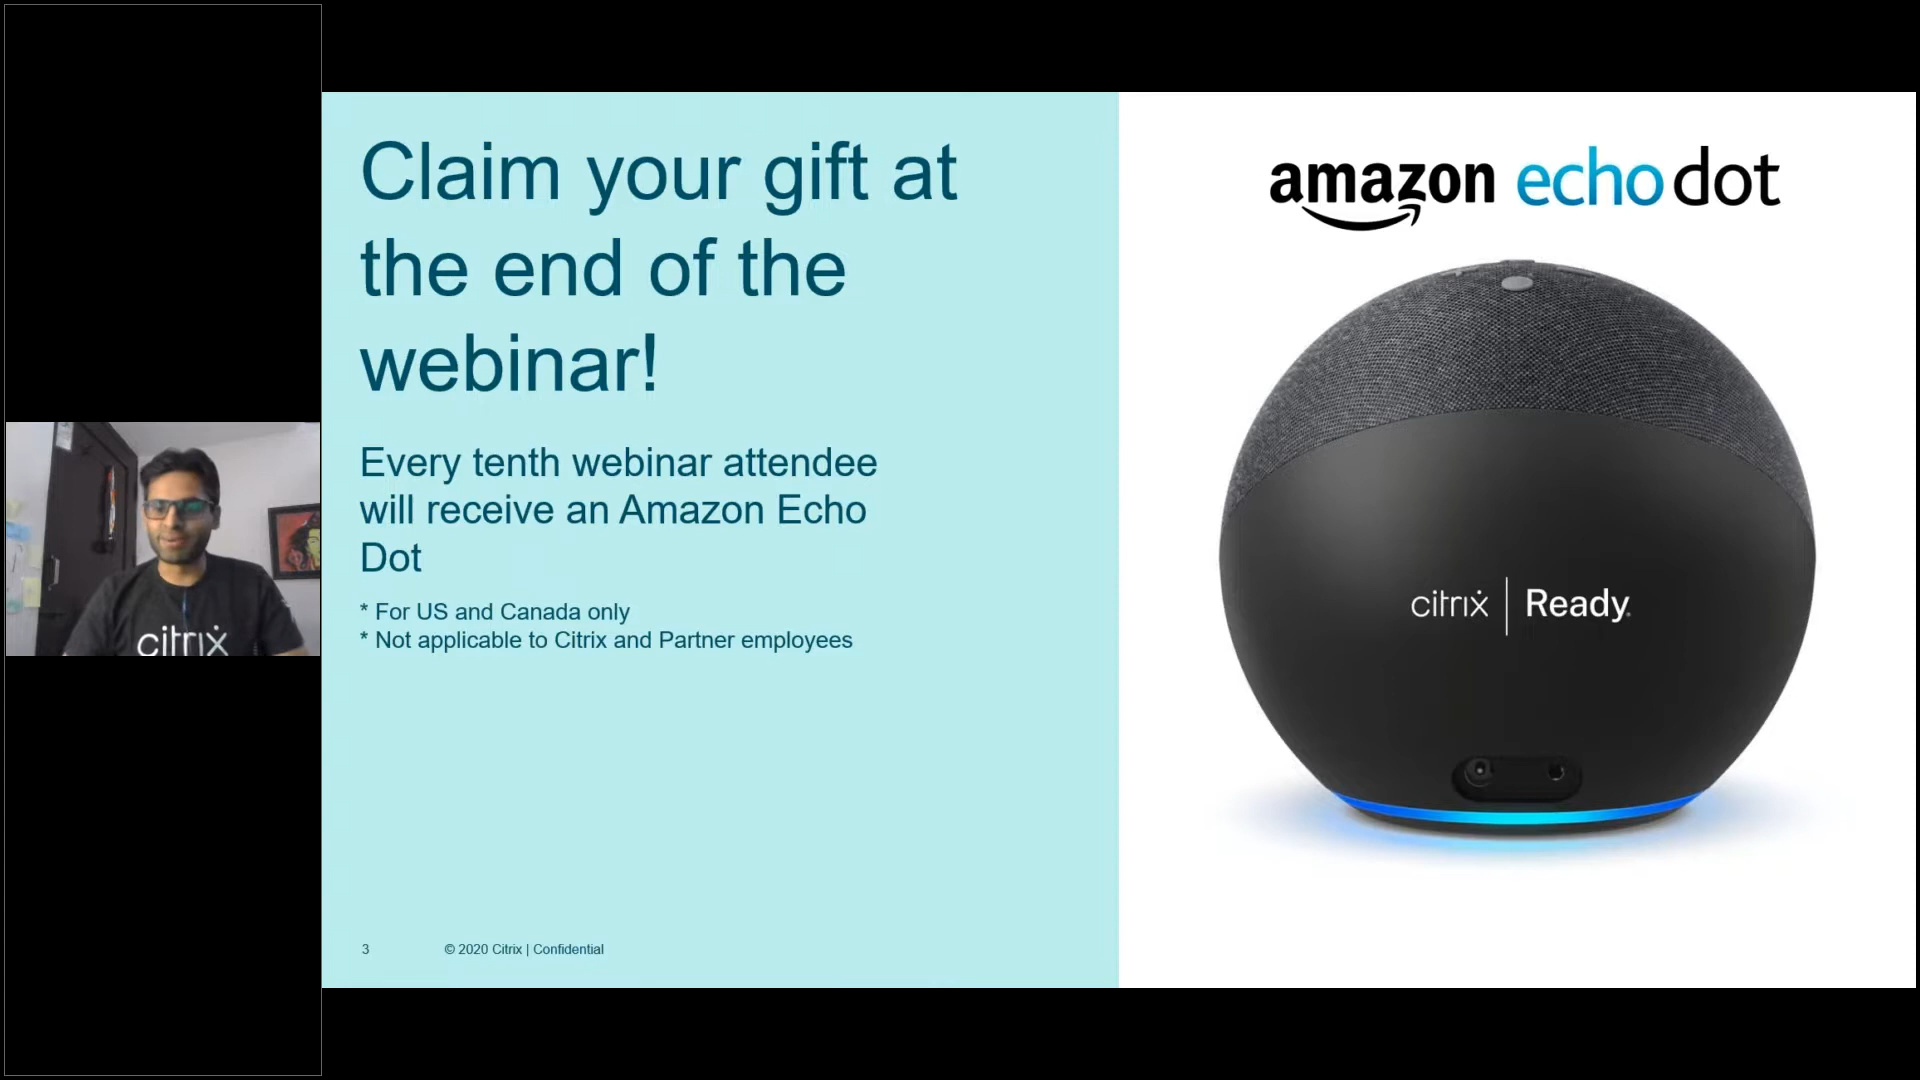 Claim your gift at
the end of the
webinar!
Every tenth webinar attendee
will receive an Amazon Echo
Dot
* For US and Canada only
* Not applicable to Citrix and Partner employees
3 © 2020 Citrix | Confidential
amazon echo dot
citrix | Ready
citrix